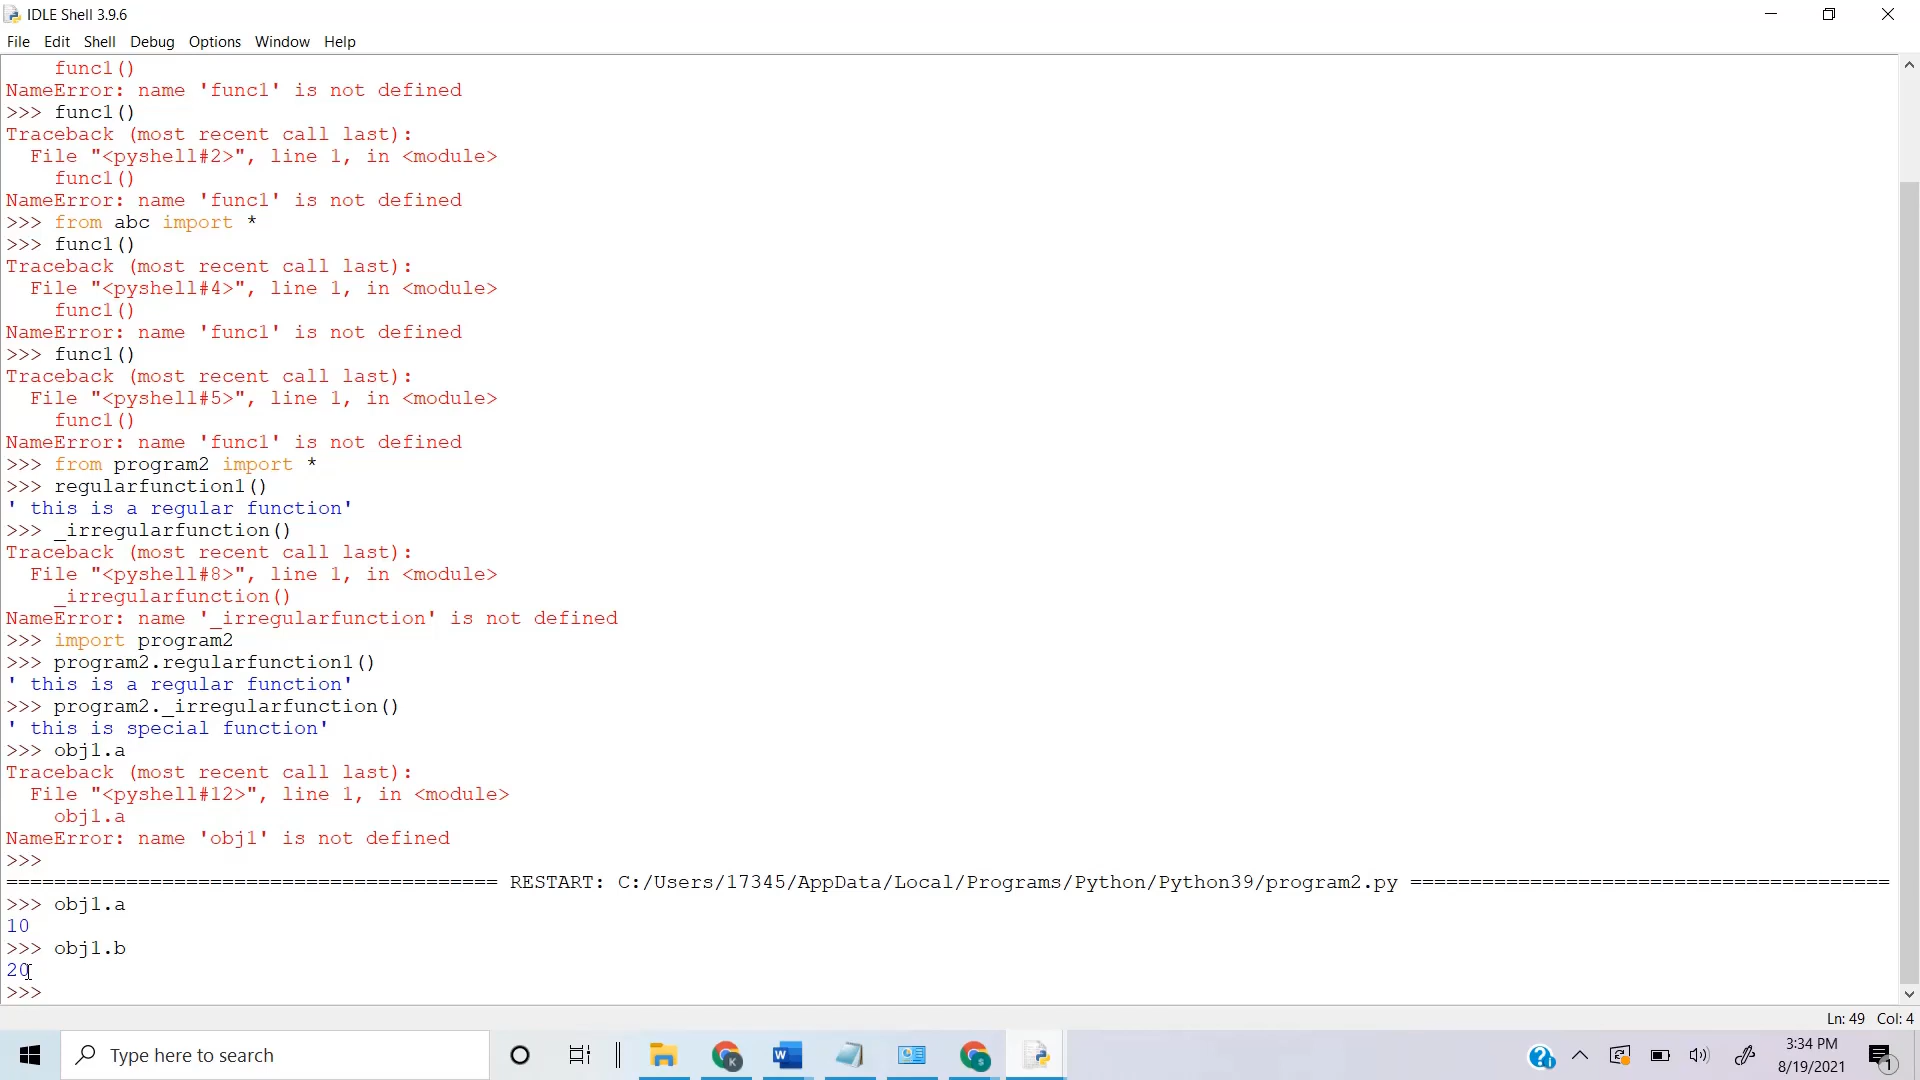 IDLE Shell 3.9.6
File Edit Shell Debug Options Window Help
    func1()
NameError: name 'func1' is not defined
>>> func1()
Traceback (most recent call last):
  File "<pyshell#2>", line 1, in <module>
    func1()
NameError: name 'func1' is not defined
>>> from abc import *
>>> func1()
Traceback (most recent call last):
  File "<pyshell#4>", line 1, in <module>
    func1()
NameError: name 'func1' is not defined
>>> func1()
Traceback (most recent call last):
  File "<pyshell#5>", line 1, in <module>
    func1()
NameError: name 'func1' is not defined
>>> from program2 import *
>>> regularfunction1()
' this is a regular function'
>>> _irregularfunction()
Traceback (most recent call last):
  File "<pyshell#8>", line 1, in <module>
    _irregularfunction()
NameError: name '_irregularfunction' is not defined
>>> import program2
>>> program2.regularfunction1()
' this is a regular function'
>>> program2._irregularfunction()
' this is special function'
>>> obj1.a
Traceback (most recent call last):
  File "<pyshell#12>", line 1, in <module>
    obj1.a
NameError: name 'obj1' is not defined
>>>
========================================= RESTART: C:/Users/17345/AppData/Local/Programs/Python/Python39/program2.py ========================================
>>> obj1.a
10
>>> obj1.b
20
>>>
Ln: 49 Col: 4
Type here to search
K
W
S
3:34 PM
8/19/2021
1